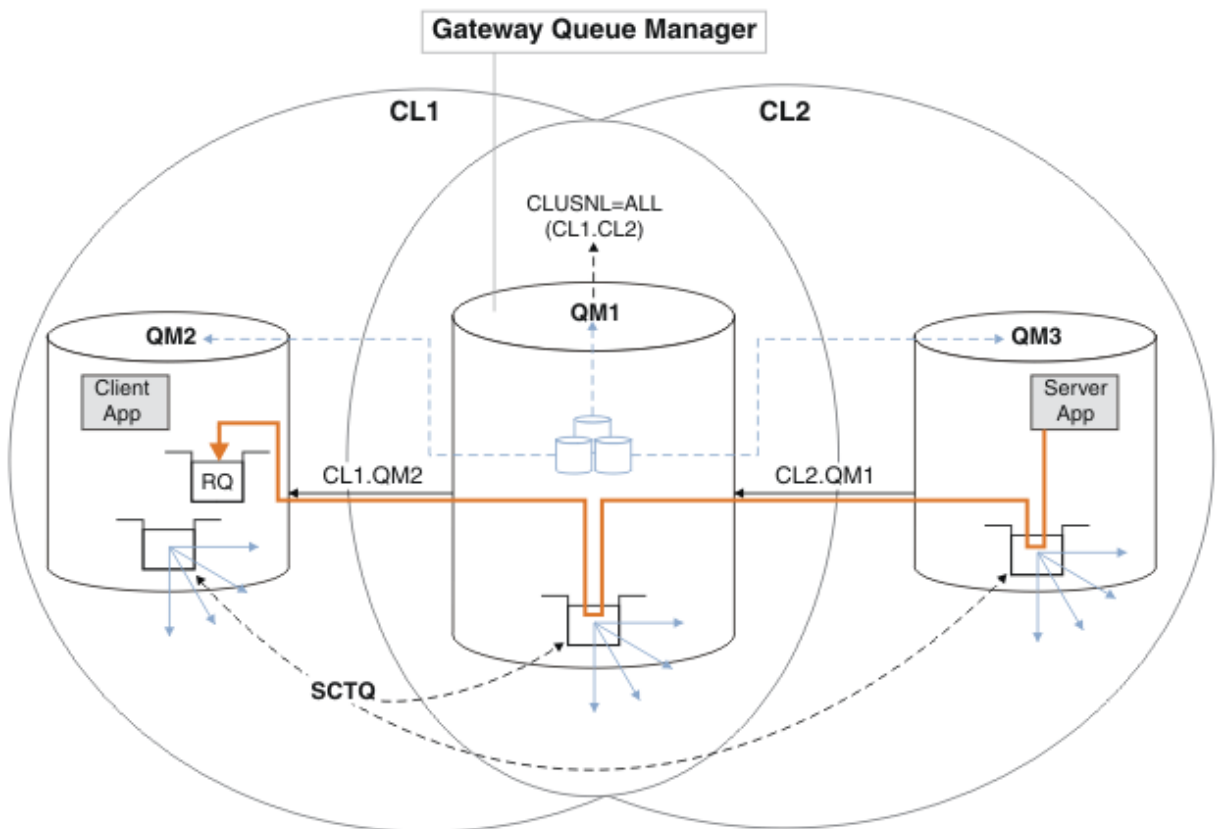 Gateway Queue Manager
CL1
CL2
CLUSNL=ALL
(CL1.CL2)
QM2
QM1
QM3
Client
App
Server
App
RQ
CL1.QM2
CL2.QM1
SCTQ